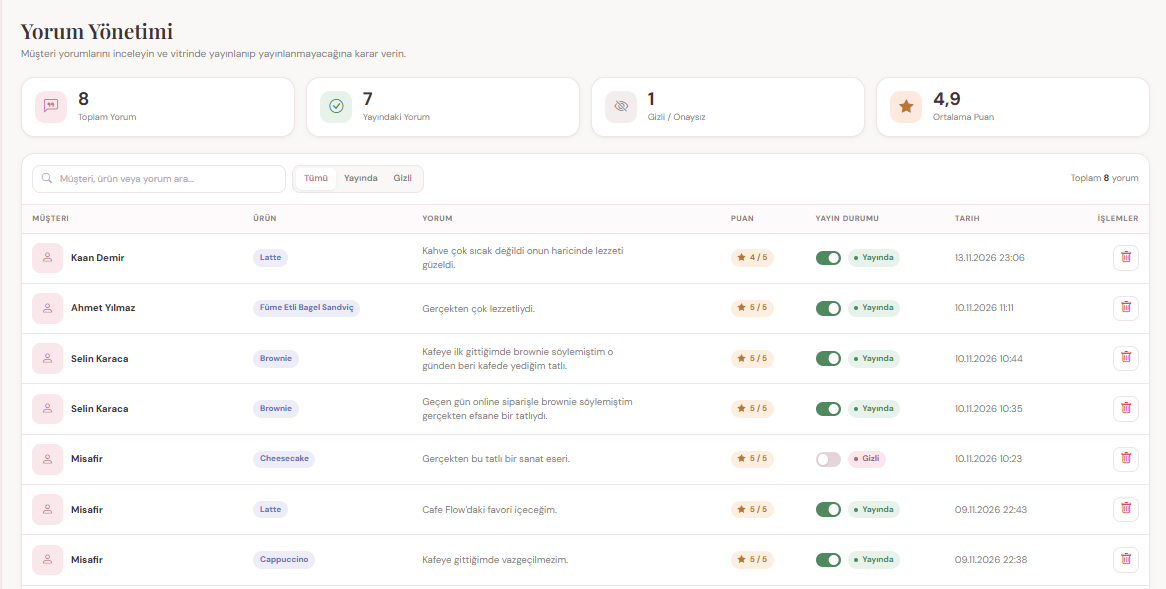 Yorum Yönetimi
Müşteri yorumlarını inceleyin ve vitrinde yayınlanıp yayınlanmayacağına karar verin.
8
Toplam Yorum
7
Yayındaki Yorum
1
Gizli / Onaysız
4,9
Ortalama Puan
Müşteri, ürün veya yorum ara...
Tümü Yayında Gizli
Toplam 8 yorum
MÜŞTERI ÜRÜN YORUM PUAN YAYIN DURUMU TARIH İŞLEMLER
Kaan Demir Latte Kahve çok sıcak değildi onun haricinde lezzeti
güzeldi. 4 / 5 Yayında 13.11.2026 23:06
Ahmet Yılmaz Füme Etli Bagel Sandviç Gerçekten çok lezzetliydi. 5 / 5 Yayında 10.11.2026 11:11
Selin Karaca Brownie Kafeye ilk gittiğimde brownie söylemiştim o
günden beri kafede yediğim tatlı. 5 / 5 Yayında 10.11.2026 10:44
Selin Karaca Brownie Geçen gün online siparişle brownie söylemiştim
gerçekten efsane bir tatlıydı. 5 / 5 Yayında 10.11.2026 10:35
Misafir Cheesecake Gerçekten bu tatlı bir sanat eseri. 5 / 5 Gizli 10.11.2026 10:23
Misafir Latte Cafe Flow'daki favori içeceğim. 5 / 5 Yayında 09.11.2026 22:43
Misafir Cappuccino Kafeye gittiğimde vazgeçilmezim. 5 / 5 Yayında 09.11.2026 22:38